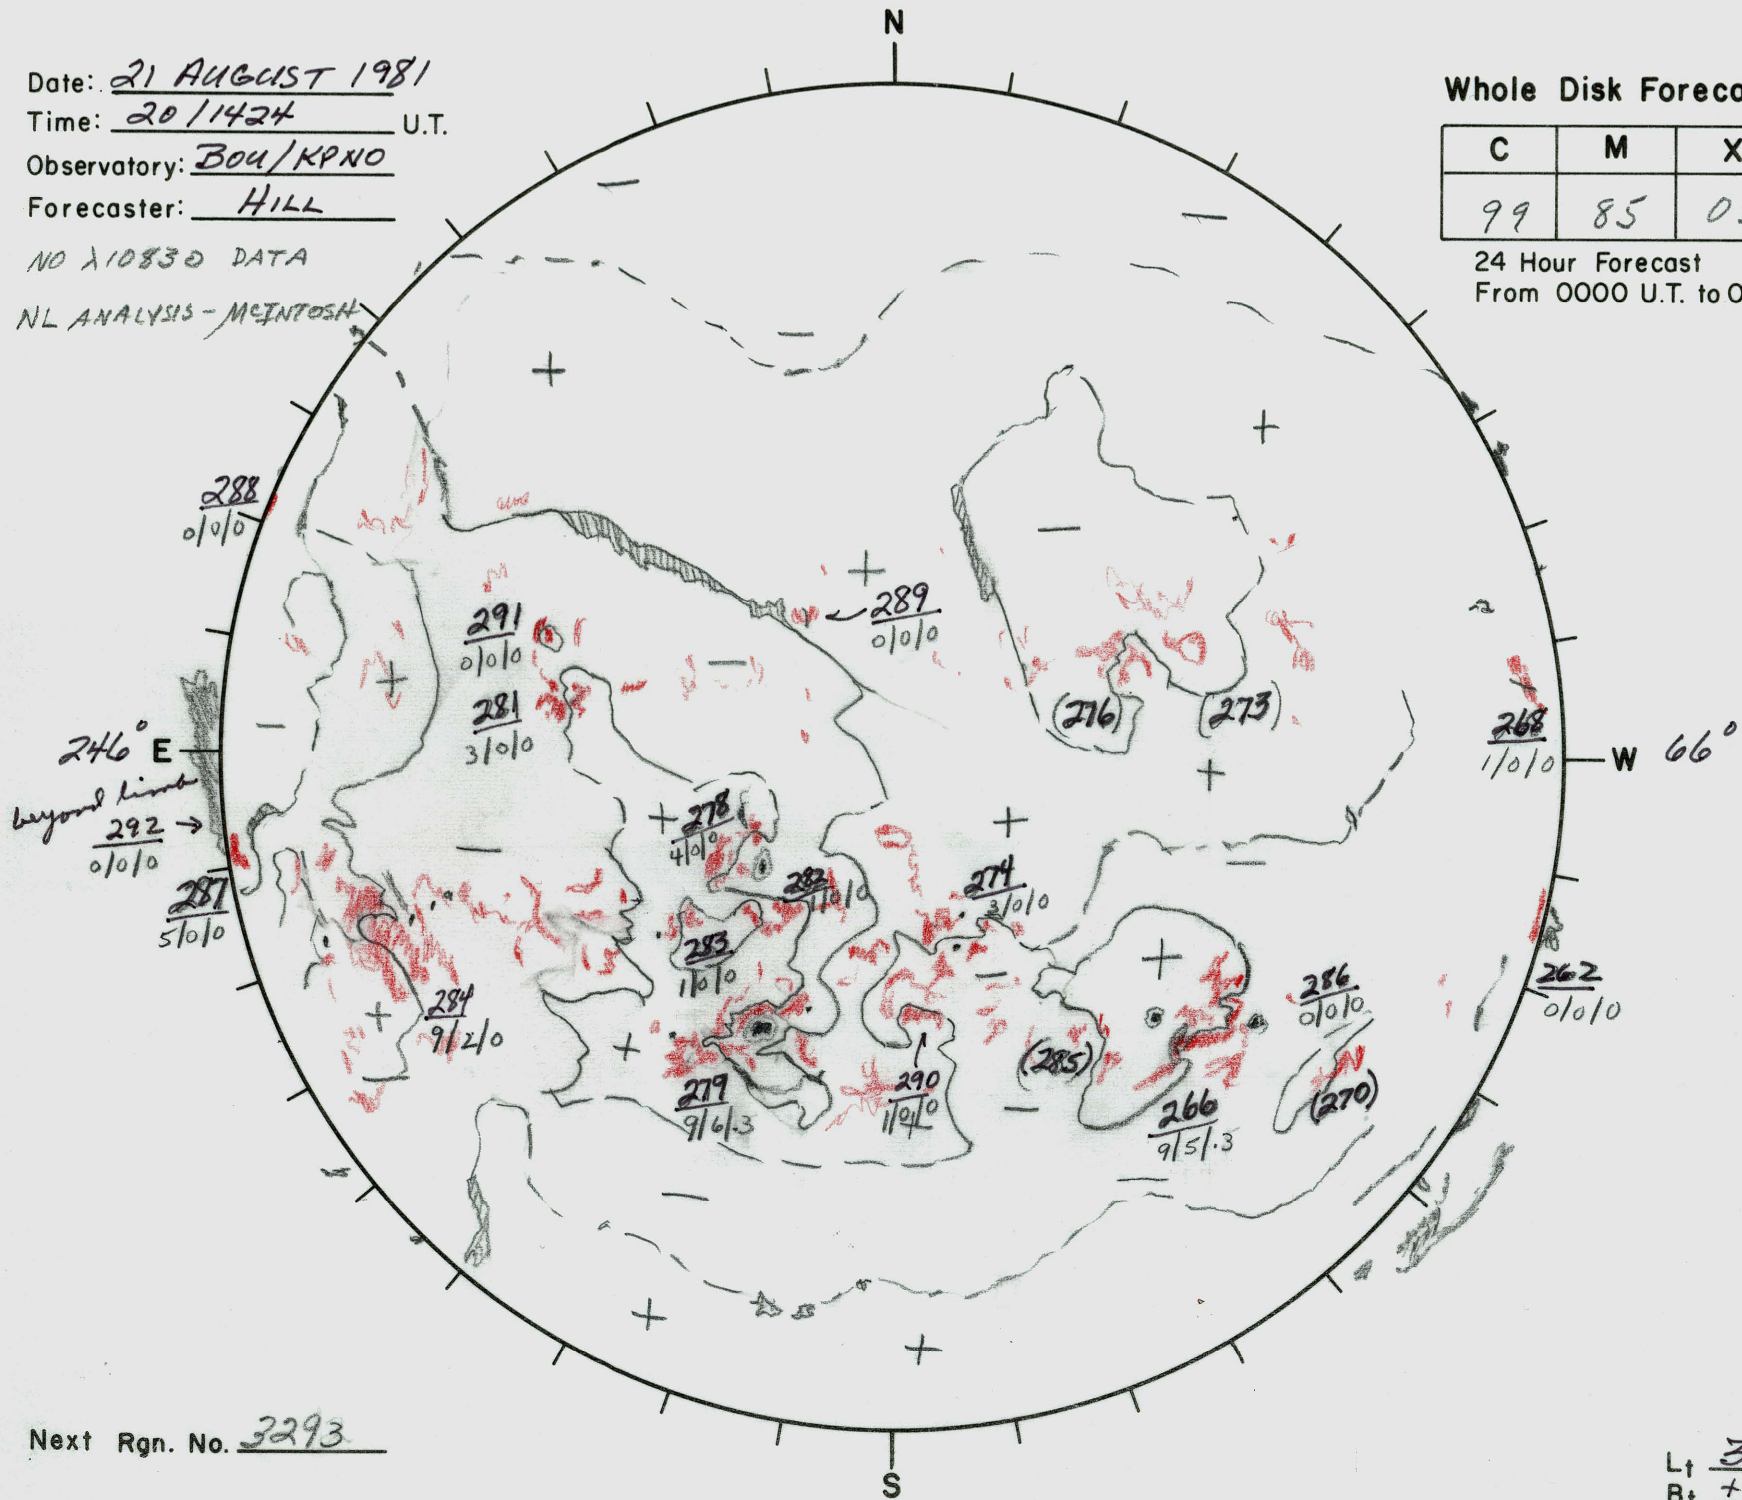 N
Date: 21 AUGUST 1981
Time: 20/1424 U.T.
Observatory: BOU/KPNO
Forecaster: HILL
NO λ10830 DATA
NL ANALYSIS - McINTOSH
Whole Disk Foreca
C M X
99 85
24 Hour Forecast
From 0000 U.T. to 0
288
0/0/0
291
0/0/0
289
0/0/0
281
3/0/0
(276) (273)
268
1/0/0
246° E
W 66°
beyond limb
292
0/0/0
278
4/0/0
282
1/0/0
274
3/0/0
287
5/0/0
283
1/0/0
286
0/0/0
262
0/0/0
284
9/2/0
(285)
279
9/6/.3
290
(270)
266
9/5/.3
Next Rgn. No. 3293
S
Lt 3
Bt +